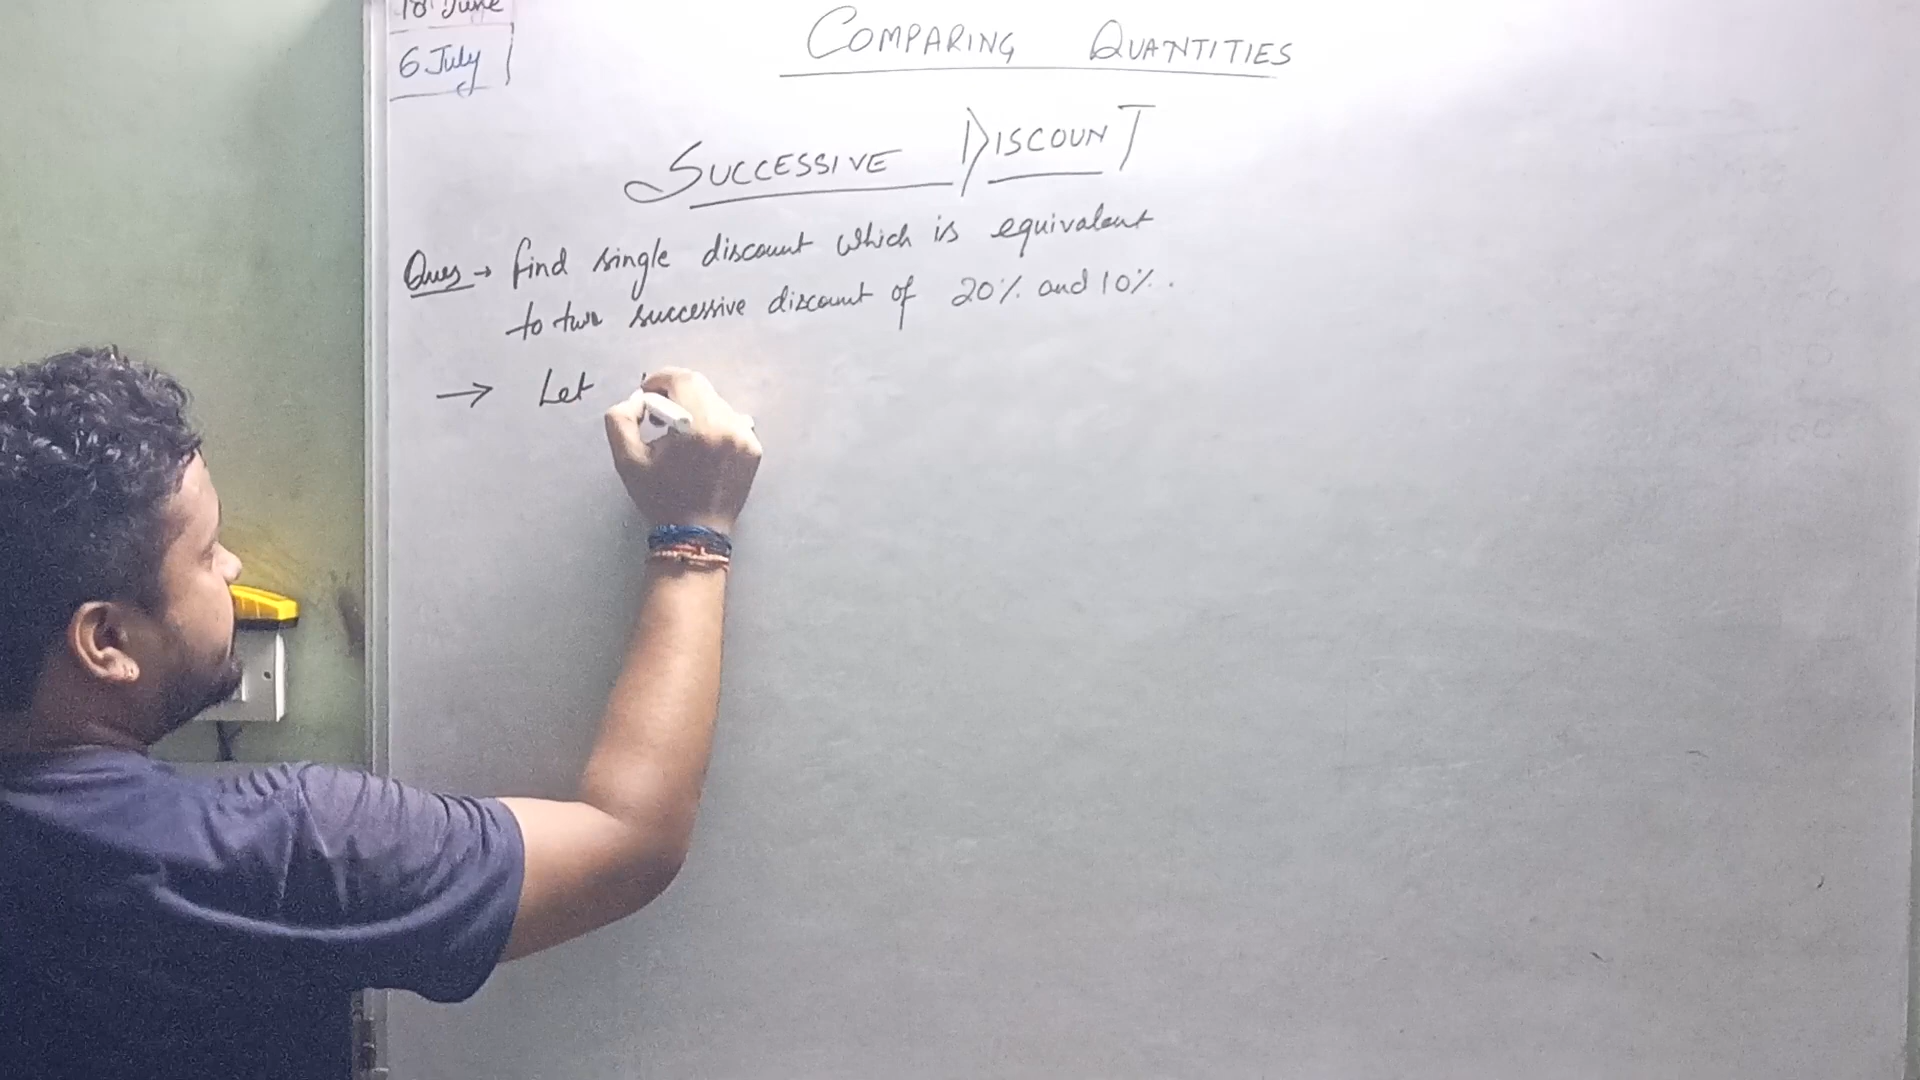 18 June
6 July
COMPARING QUANTITIES
SUCCESSIVE DISCOUNT
Ques → find single discount which is equivalent
to two successive discount of 20% and 10%.
→ Let